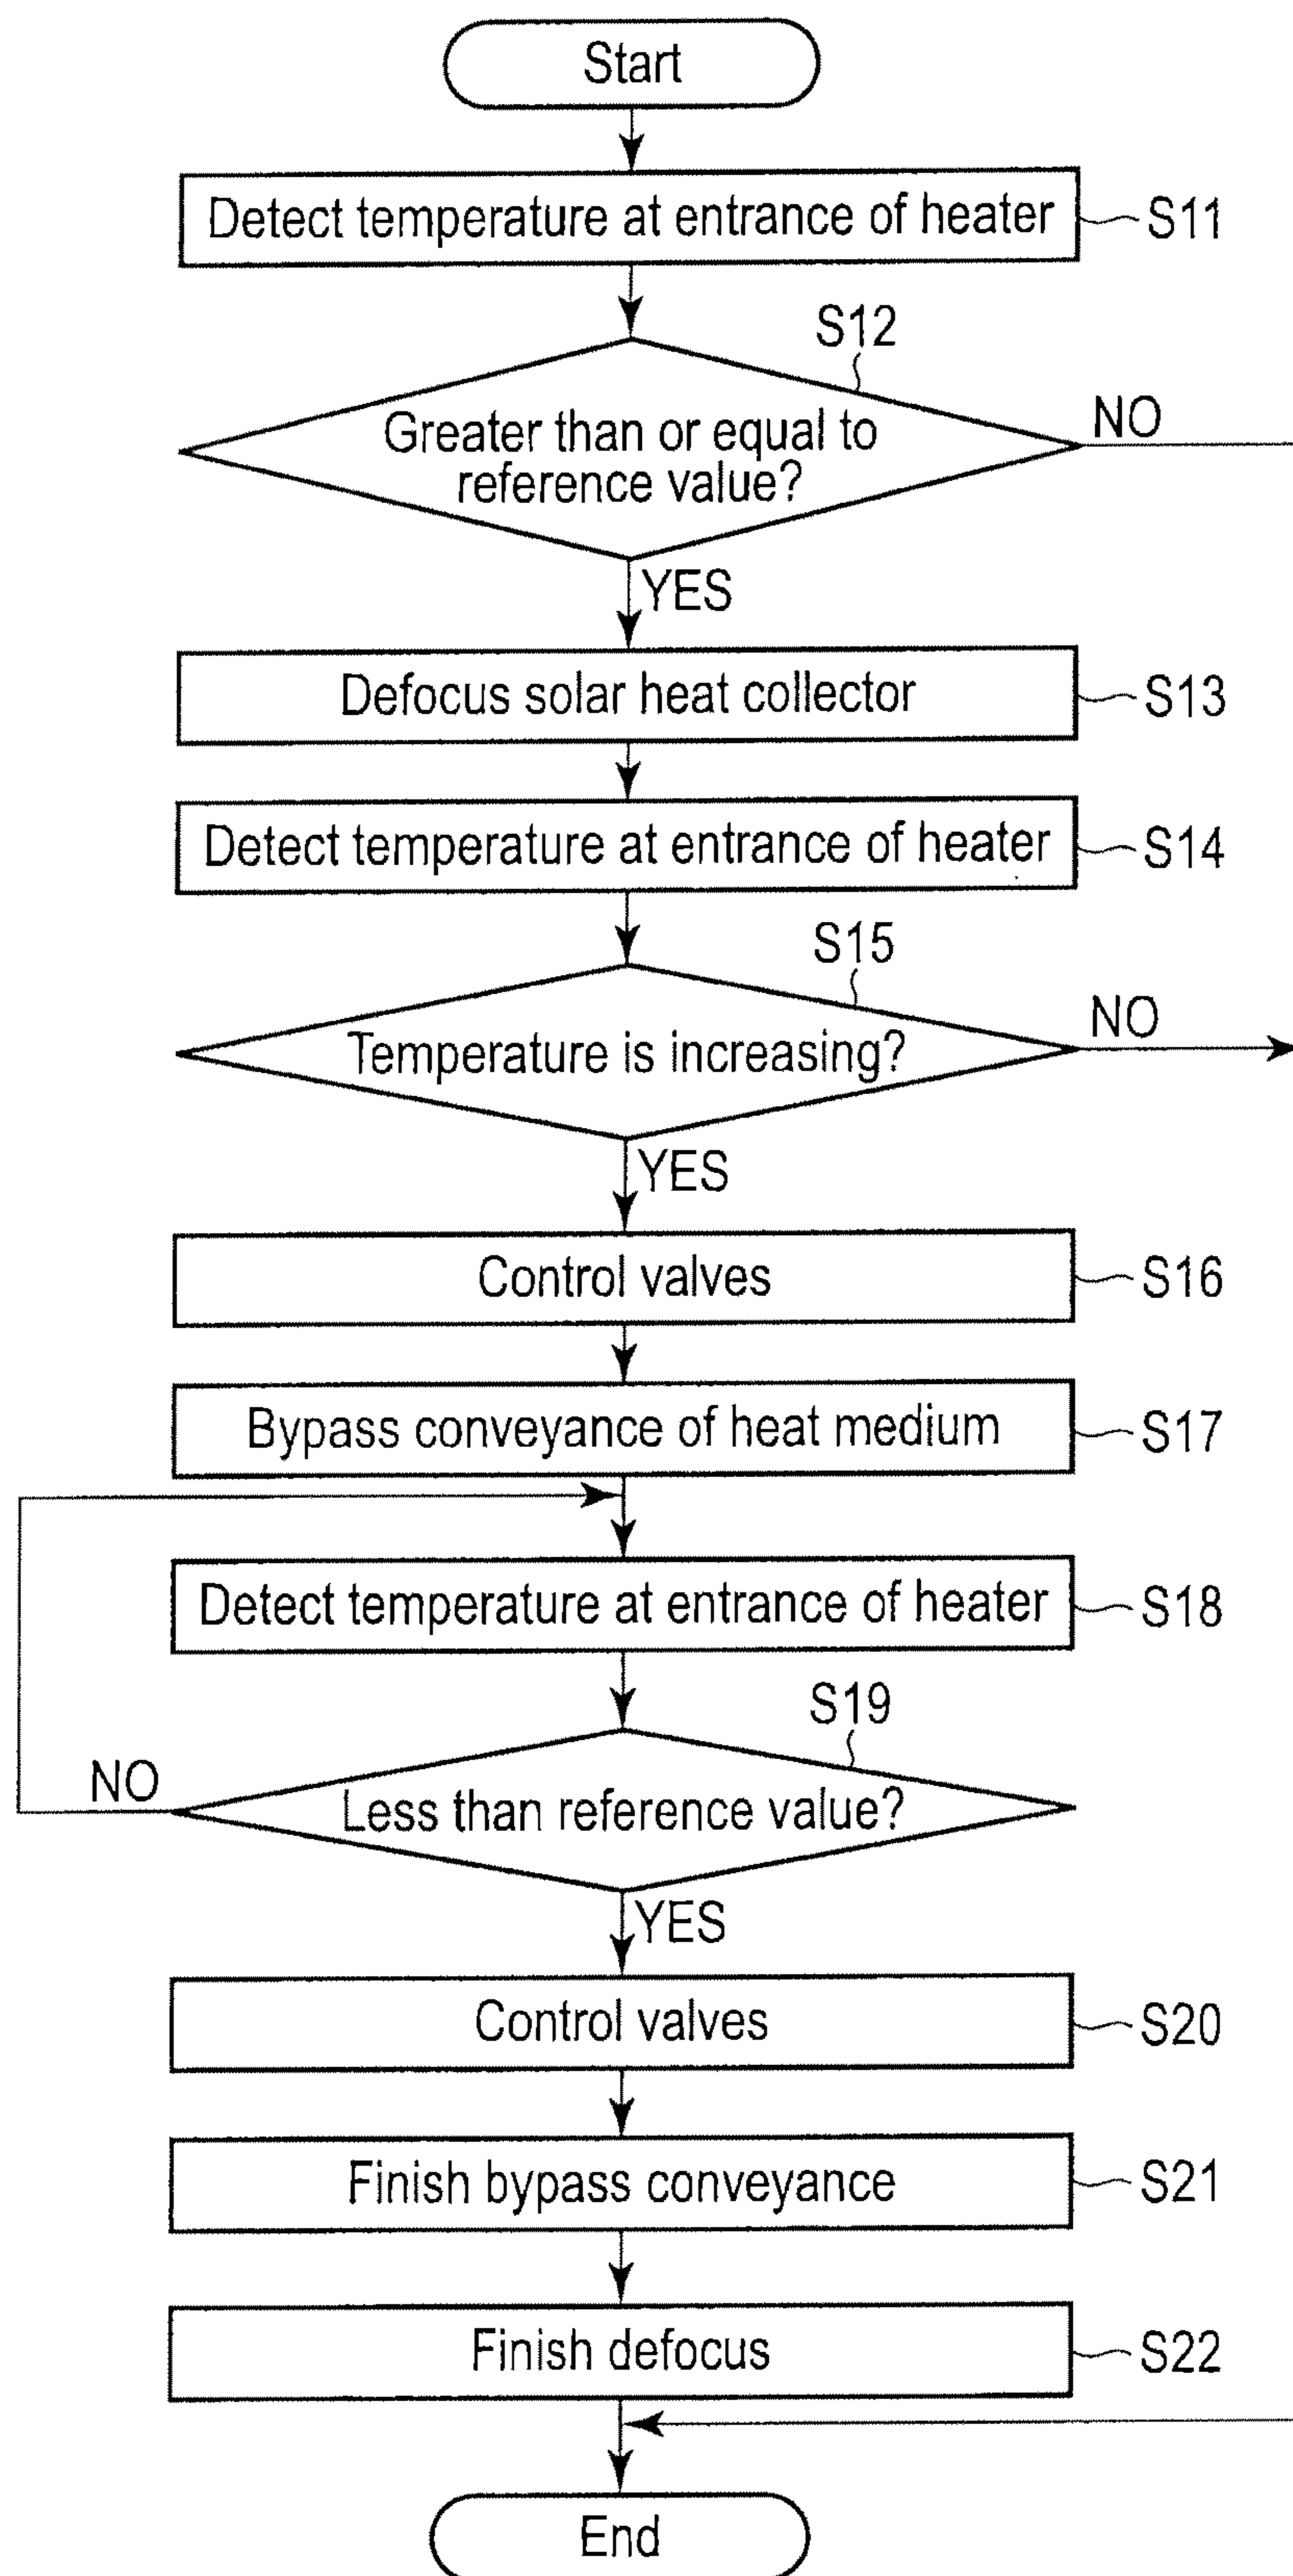 Start
Detect temperature at entrance of heater
S11
S12
Greater than or equal to
reference value?
NO
YES
Defocus solar heat collector
S13
Detect temperature at entrance of heater
S14
S15
Temperature is increasing?
NO
YES
Control valves
S16
Bypass conveyance of heat medium
S17
Detect temperature at entrance of heater
S18
S19
NO
Less than reference value?
YES
Control valves
S20
Finish bypass conveyance
S21
Finish defocus
S22
End